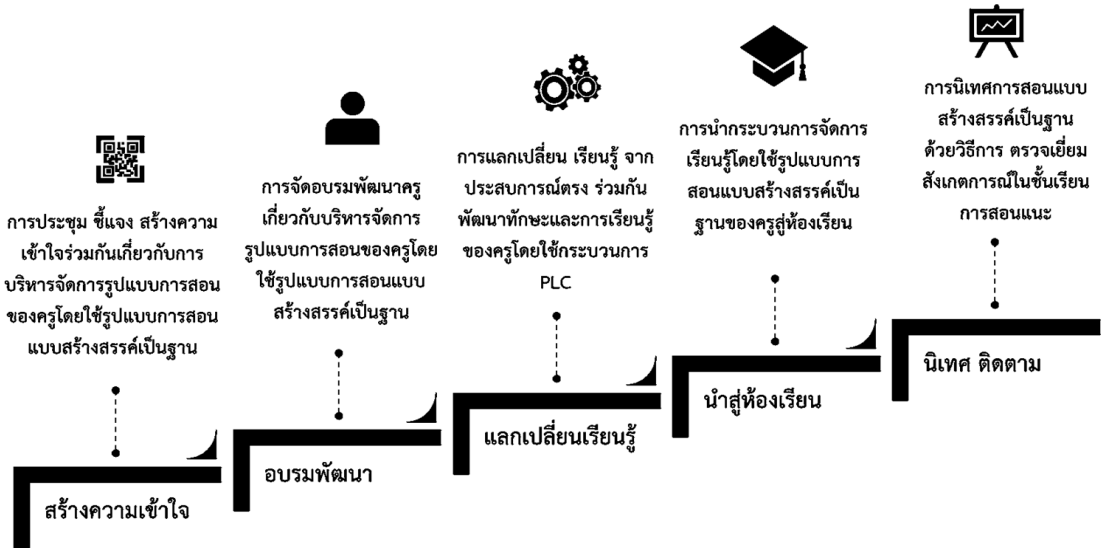 การประชุม ชี้แจง สร้างความ
เข้าใจร่วมกันเกี่ยวกับการ
บริหารจัดการรูปแบบการสอน
ของครูโดยใช้รูปแบบการสอน
แบบสร้างสรรค์เป็นฐาน
สร้างความเข้าใจ
การจัดอบรมพัฒนาครู
เกี่ยวกับบริหารจัดการ
รูปแบบการสอนของครูโดย
ใช้รูปแบบการสอนแบบ
สร้างสรรค์เป็นฐาน
อบรมพัฒนา
การแลกเปลี่ยน เรียนรู้ จาก
ประสบการณ์ตรง ร่วมกัน
พัฒนาทักษะและการเรียนรู้
ของครูโดยใช้กระบวนการ
PLC
แลกเปลี่ยนเรียนรู้
การนำกระบวนการจัดการ
เรียนรู้โดยใช้รูปแบบการ
สอนแบบสร้างสรรค์เป็น
ฐานของครูสู่ห้องเรียน
นำสู่ห้องเรียน
การนิเทศการสอนแบบ
สร้างสรรค์เป็นฐาน
ด้วยวิธีการ ตรวจเยี่ยม
สังเกตการณ์ในชั้นเรียน
การสอนแนะ
นิเทศ ติดตาม